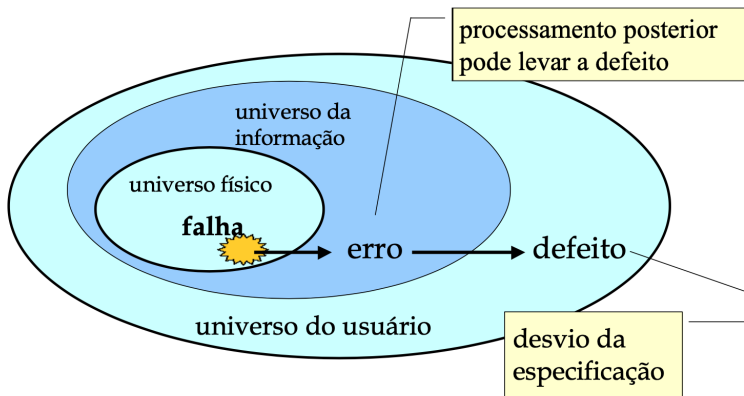 processamento posterior
pode levar a defeito
universo da
informação
universo físico
falha
erro
defeito
universo do usuário
desvio da
especificação